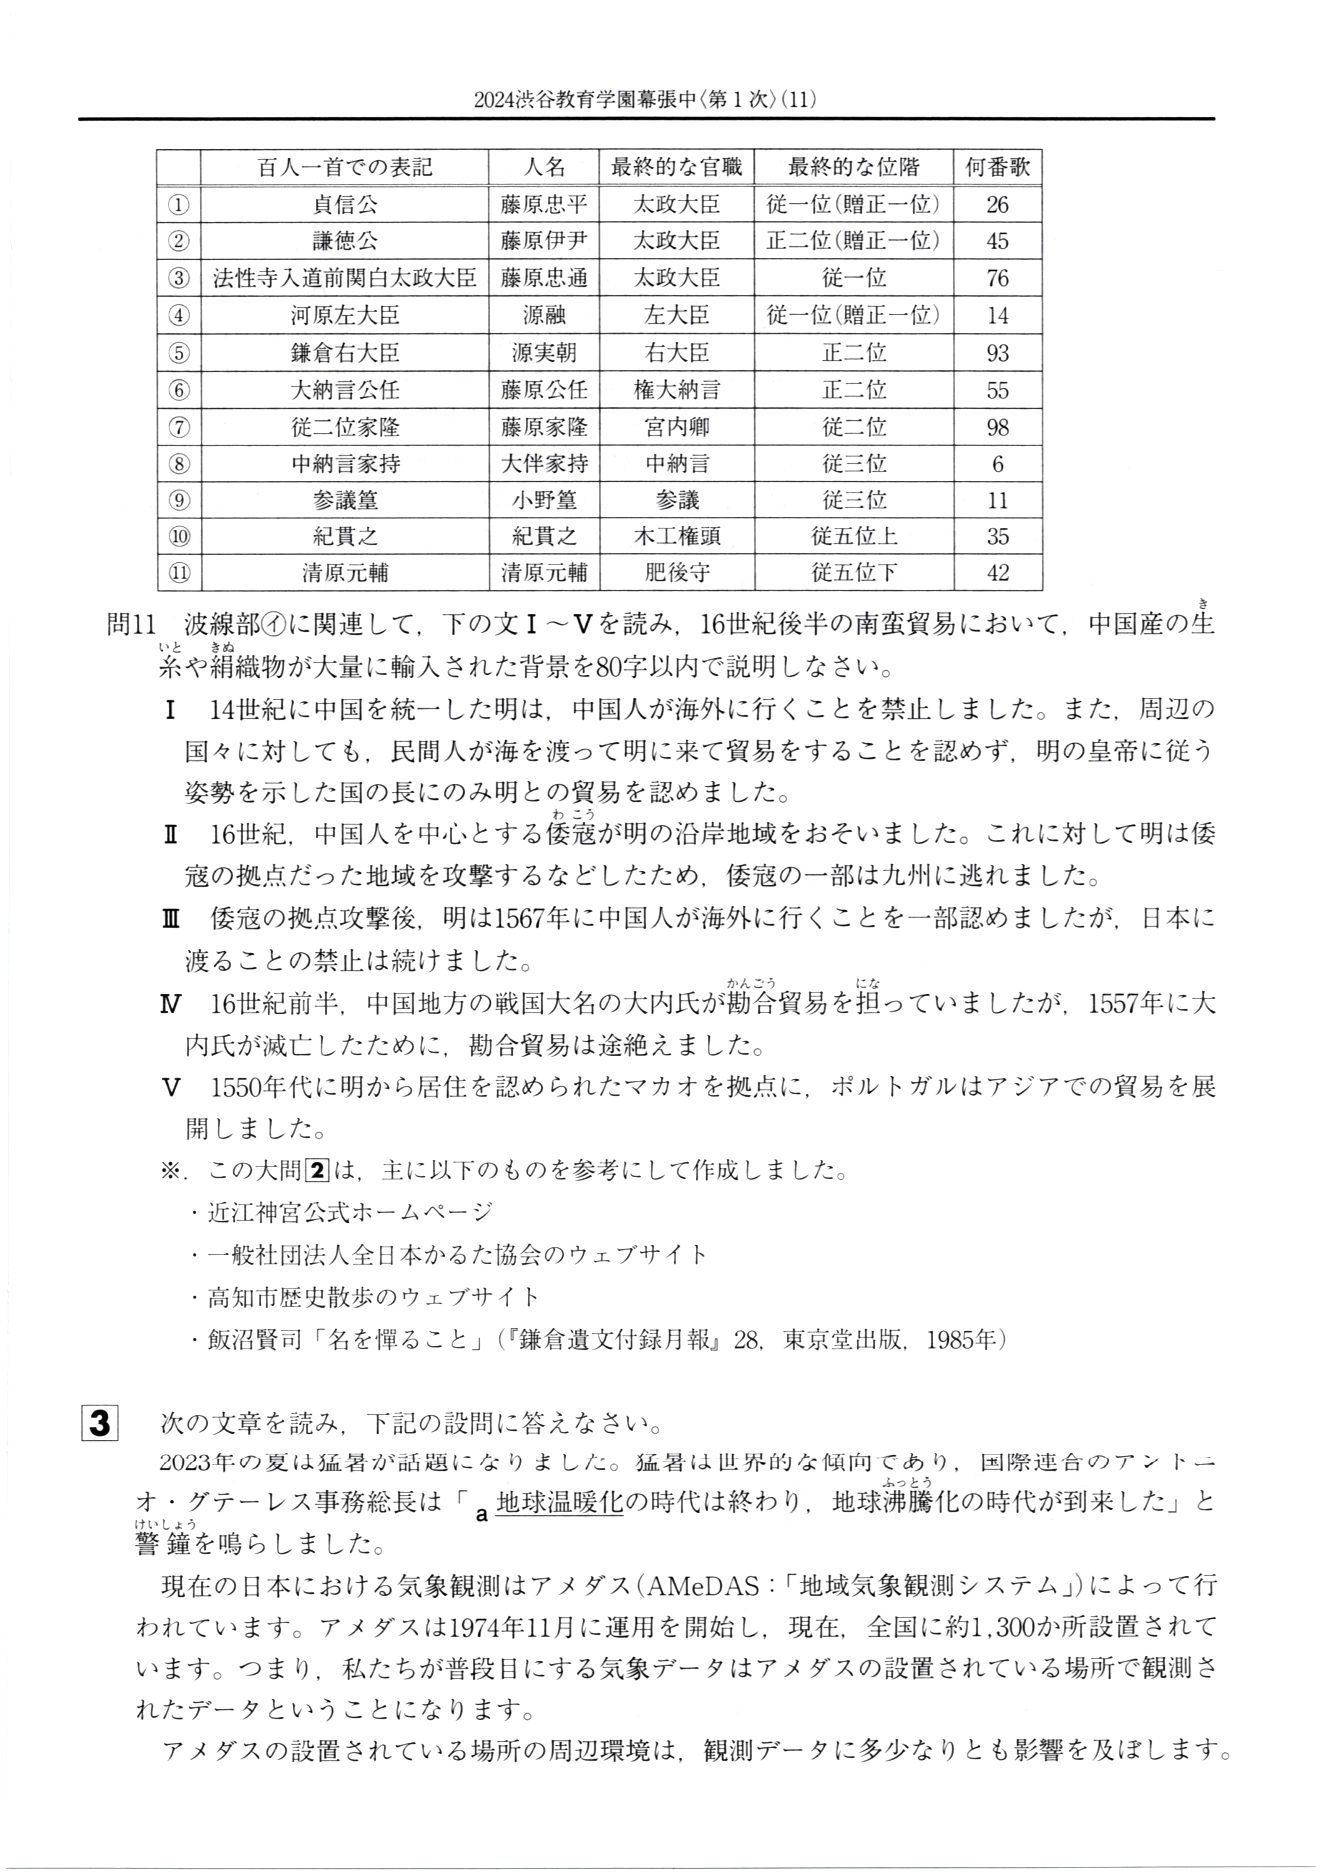 2024渋谷教育学園幕張中〈第1次〉(11)
百人一首での表記 人名 最終的な官職 最終的な位階 何番歌
① 貞信公 藤原忠平 太政大臣 従一位(贈正一位) 26
② 謙徳公 藤原伊尹 太政大臣 正二位(贈正一位) 45
③ 法性寺入道前関白太政大臣 藤原忠通 太政大臣 従一位 76
④ 河原左大臣 源融 左大臣 従一位(贈正一位) 14
⑤ 鎌倉右大臣 源実朝 右大臣 正二位 93
⑥ 大納言公任 藤原公任 権大納言 正二位 55
⑦ 従二位家隆 藤原家隆 宮内卿 従二位 98
⑧ 中納言家持 大伴家持 中納言 従三位 6
⑨ 参議篁 小野篁 参議 従三位 11
⑩ 紀貫之 紀貫之 木工権頭 従五位上 35
⑪ 清原元輔 清原元輔 肥後守 従五位下 42
問11 波線部㋑に関連して,下の文Ⅰ～Ⅴを読み,16世紀後半の南蛮貿易において,中国産の生
糸や絹織物が大量に輸入された背景を80字以内で説明しなさい。
Ⅰ 14世紀に中国を統一した明は,中国人が海外に行くことを禁止しました。また,周辺の
国々に対しても,民間人が海を渡って明に来て貿易をすることを認めず,明の皇帝に従う
姿勢を示した国の長にのみ明との貿易を認めました。
Ⅱ 16世紀,中国人を中心とする倭寇が明の沿岸地域をおそいました。これに対して明は倭
寇の拠点だった地域を攻撃するなどしたため,倭寇の一部は九州に逃れました。
Ⅲ 倭寇の拠点攻撃後,明は1567年に中国人が海外に行くことを一部認めましたが,日本に
渡ることの禁止は続けました。
Ⅳ 16世紀前半,中国地方の戦国大名の大内氏が勘合貿易を担っていましたが,1557年に大
内氏が滅亡したために,勘合貿易は途絶えました。
Ⅴ 1550年代に明から居住を認められたマカオを拠点に,ポルトガルはアジアでの貿易を展
開しました。
※.この大問2は,主に以下のものを参考にして作成しました。
・近江神宮公式ホームページ
・一般社団法人全日本かるた協会のウェブサイト
・高知市歴史散歩のウェブサイト
・飯沼賢司「名を憚ること」(『鎌倉遺文付録月報』28,東京堂出版,1985年)
3 次の文章を読み,下記の設問に答えなさい。
2023年の夏は猛暑が話題になりました。猛暑は世界的な傾向であり,国際連合のアントニ
オ・グテーレス事務総長は「a地球温暖化の時代は終わり,地球沸騰化の時代が到来した」と
警鐘を鳴らしました。
現在の日本における気象観測はアメダス(AMeDAS:「地域気象観測システム」)によって行
われています。アメダスは1974年11月に運用を開始し,現在,全国に約1,300か所設置されて
います。つまり,私たちが普段目にする気象データはアメダスの設置されている場所で観測さ
れたデータということになります。
アメダスの設置されている場所の周辺環境は,観測データに多少なりとも影響を及ぼします。